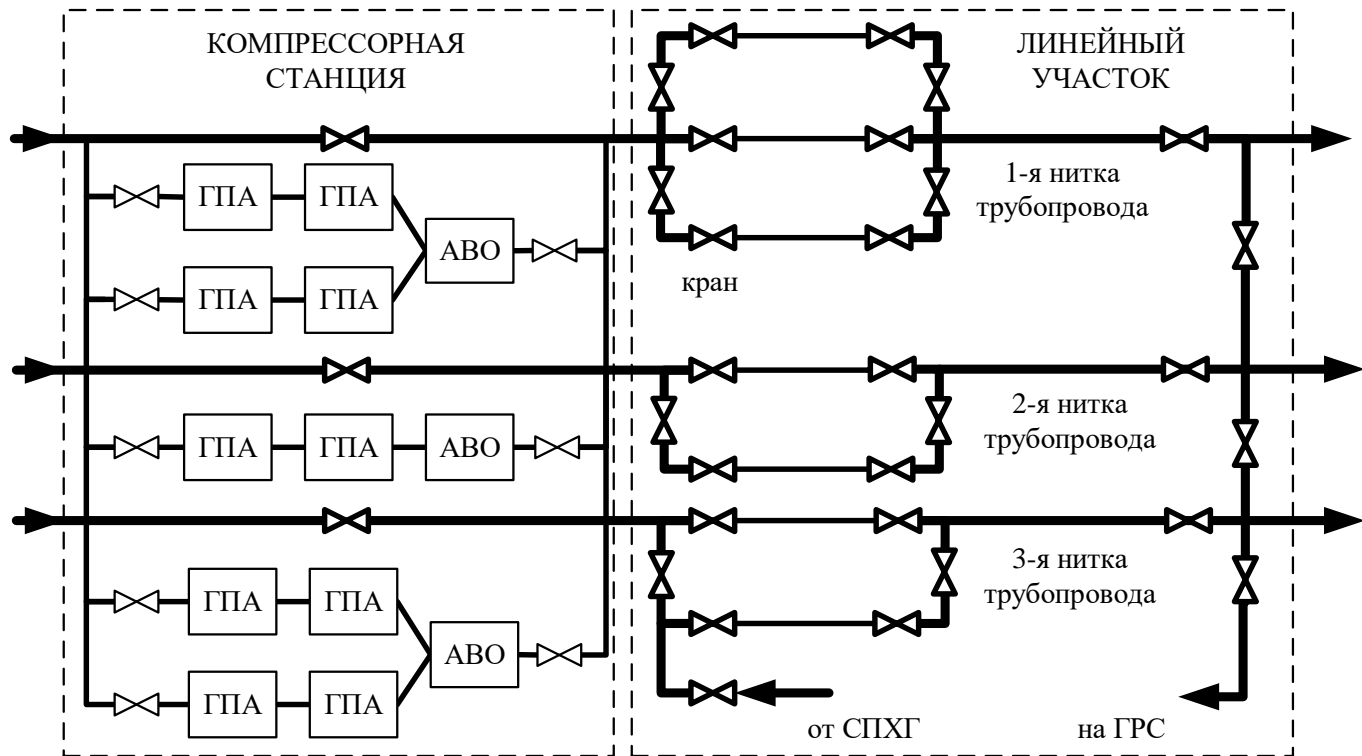 КОМПРЕССОРНАЯ
СТАНЦИЯ
ЛИНЕЙНЫЙ
УЧАСТОК
ГПА
ГПА
1-я нитка
трубопровода
АВО
кран
ГПА
ГПА
2-я нитка
трубопровода
ГПА
ГПА
АВО
3-я нитка
трубопровода
ГПА
ГПА
АВО
ГПА
ГПА
от СПХГ
на ГРС